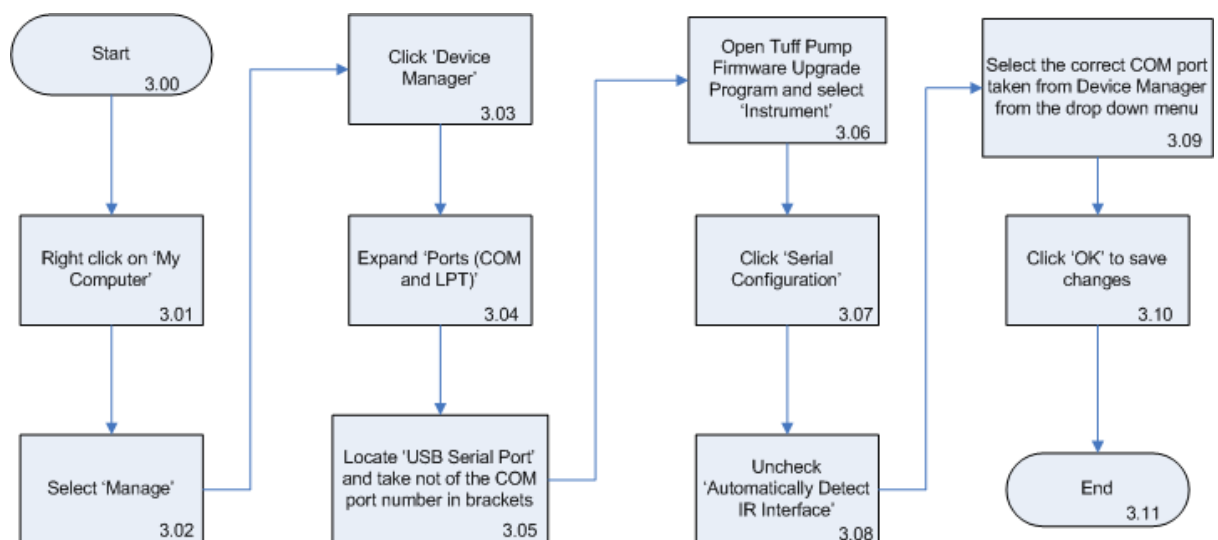 Start
3.00
Right click on ‘My
Computer’
3.01
Select ‘Manage’
3.02
Click ‘Device
Manager’
3.03
Expand ‘Ports (COM
and LPT)’
3.04
Locate ‘USB Serial Port’
and take not of the COM
port number in brackets
3.05
Open Tuff Pump
Firmware Upgrade
Program and select
‘Instrument’
3.06
Click ‘Serial
Configuration’
3.07
Uncheck
‘Automatically Detect
IR Interface’
3.08
Select the correct COM port
taken from Device Manager
from the drop down menu
3.09
Click ‘OK’ to save
changes
3.10
End
3.11